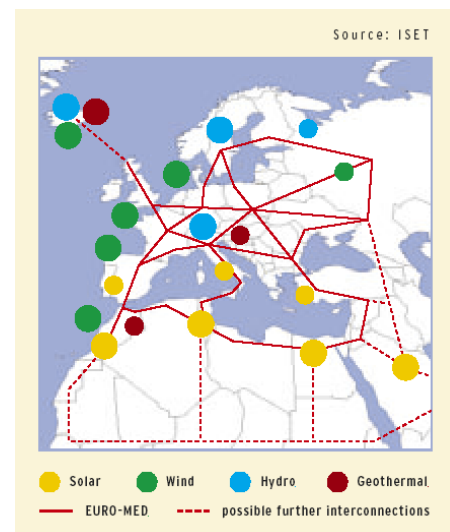 Source: ISET
Solar Wind Hydro Geothermal
EURO-MED possible further interconnections